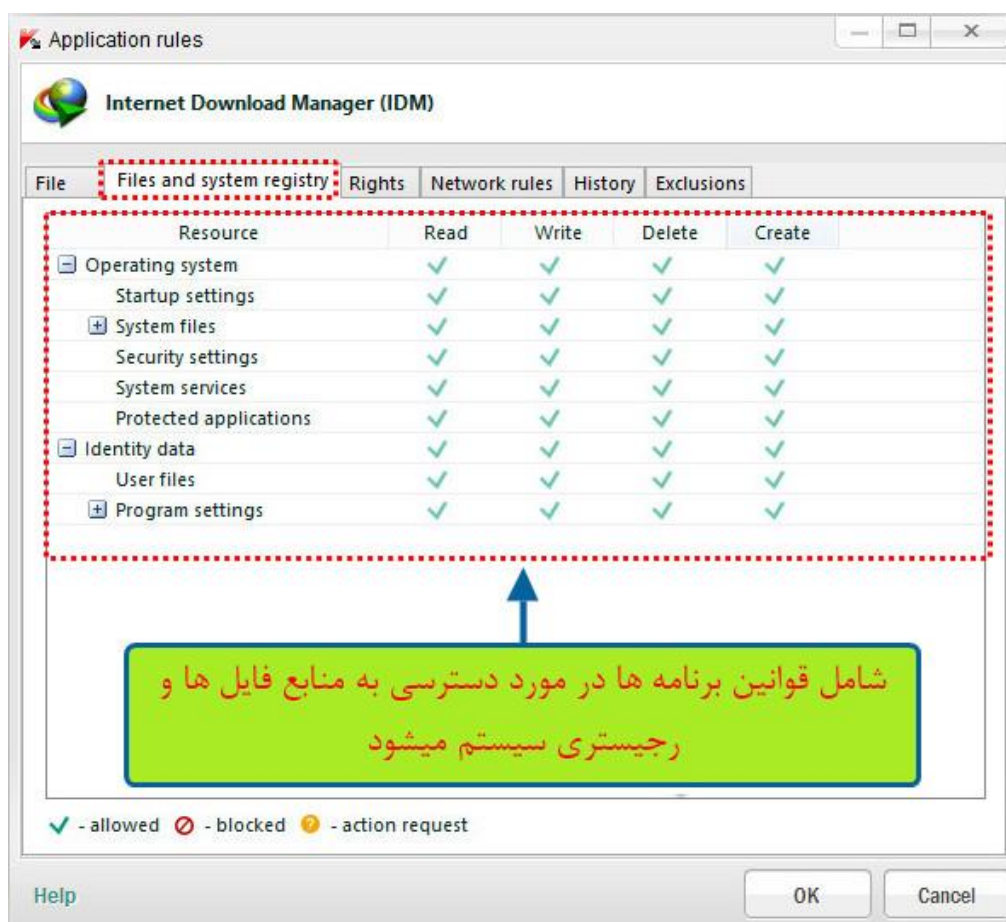 Application rules
Internet Download Manager (IDM)
File Files and system registry Rights Network rules History Exclusions
Resource Read Write Delete Create
Operating system
Startup settings
System files
Security settings
System services
Protected applications
Identity data
User files
Program settings
شامل قوانین برنامه ها در مورد دسترسی به منابع فایل ها و
رجیستری سیستم میشود
- allowed - blocked - action request
Help OK Cancel